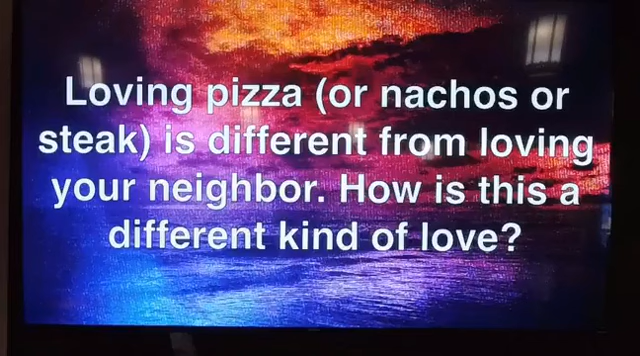 Loving pizza (or nachos or
steak) is different from loving
your neighbor. How is this a
different kind of love?